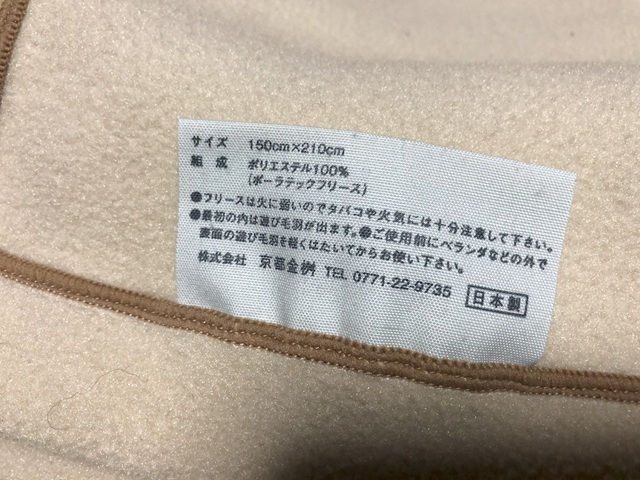 サイズ 150cm×210cm
組成 ポリエステル100%
(ポーラテックフリース)
●フリースは火に弱いのでタバコや火気には十分注意して下さい。
●最初の内は遊び毛羽が出ます。●ご使用前にベランダなどの外で
表面の遊び毛羽を軽くはたいてからお使い下さい。
株式会社 京都金桝 TEL 0771-22-9735 日本製